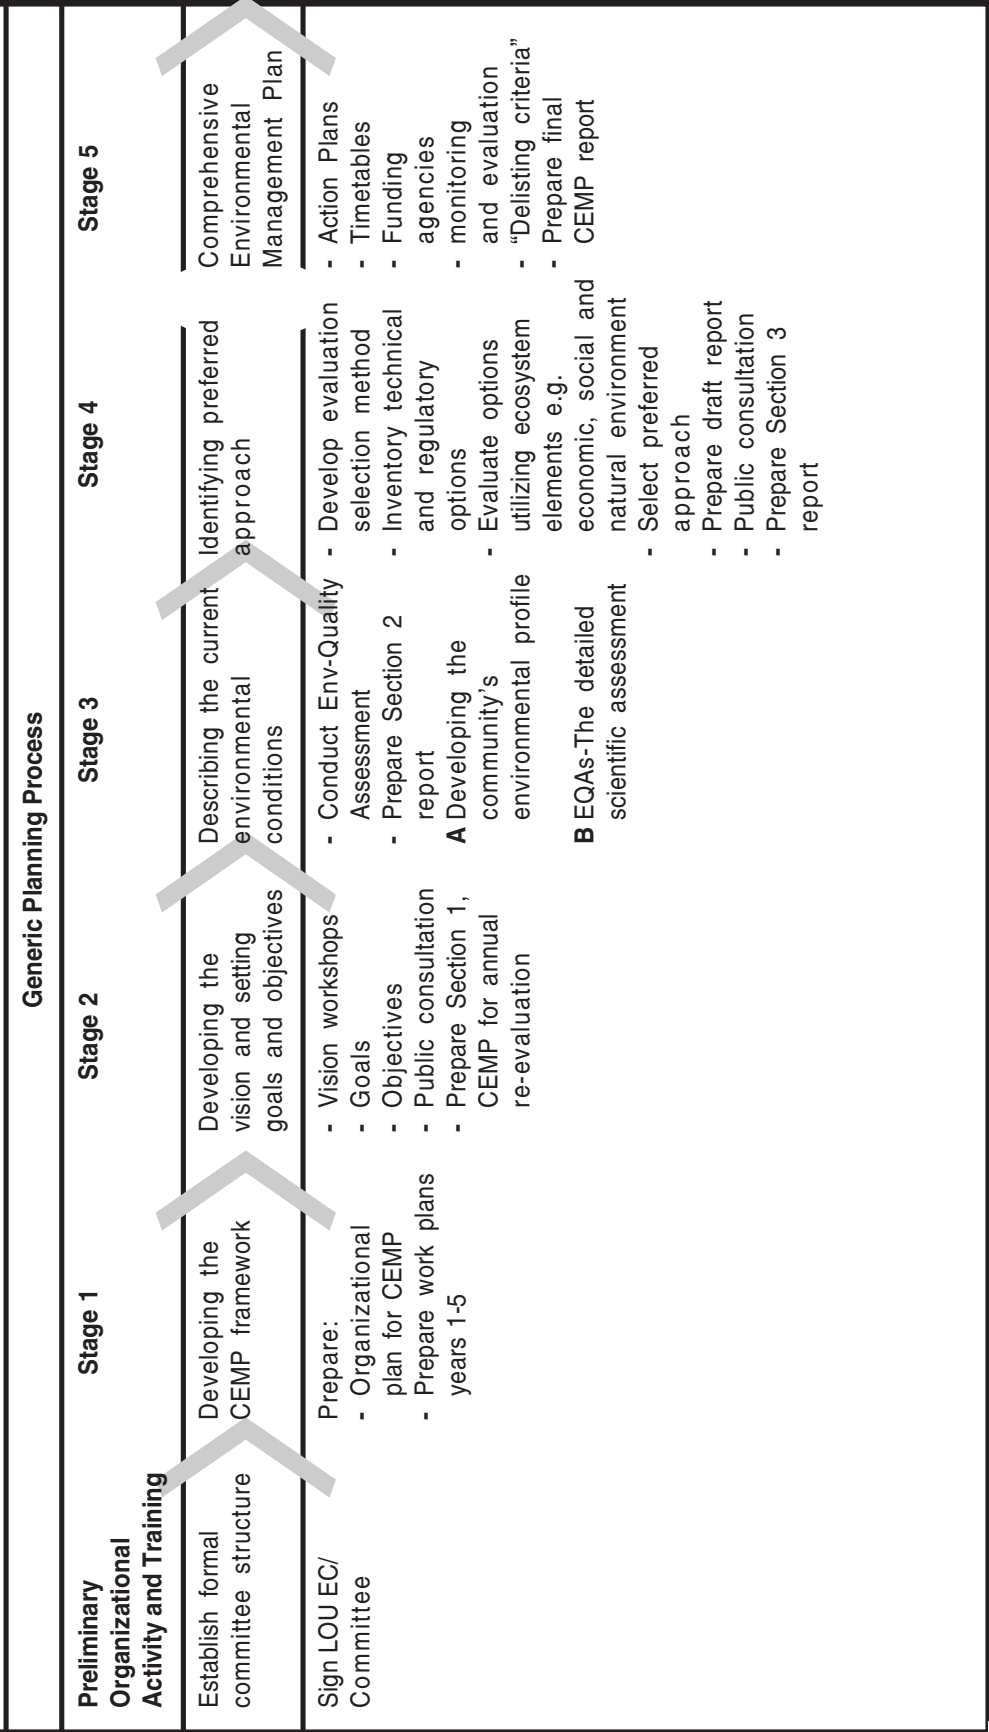 Generic Planning Process
Preliminary
Organizational
Activity and Training
Stage 1
Stage 2
Stage 3
Stage 4
Stage 5
Establish formal
committee structure
Developing the
CEMP framework
Developing the
vision and setting
goals and objectives
Describing the current
environmental
conditions
Identifying preferred
approach
Comprehensive
Environmental
Management Plan
Sign LOU EC/
Committee
Prepare:
- Organizational
plan for CEMP
- Prepare work plans
years 1-5
- Vision workshops
- Goals
- Objectives
- Public consultation
- Prepare Section 1,
CEMP for annual
re-evaluation
- Conduct Env-Quality
Assessment
- Prepare Section 2
report
A Developing the
community's
environmental profile
B EQAs-The detailed
scientific assessment
- Develop evaluation
selection method
- Inventory technical
and regulatory
options
- Evaluate options
utilizing ecosystem
elements e.g.
economic, social and
natural environment
- Select preferred
approach
- Prepare draft report
- Public consultation
- Prepare Section 3
report
- Action Plans
- Timetables
- Funding
agencies
- monitoring
and evaluation
- “Delisting criteria”
- Prepare final
CEMP report